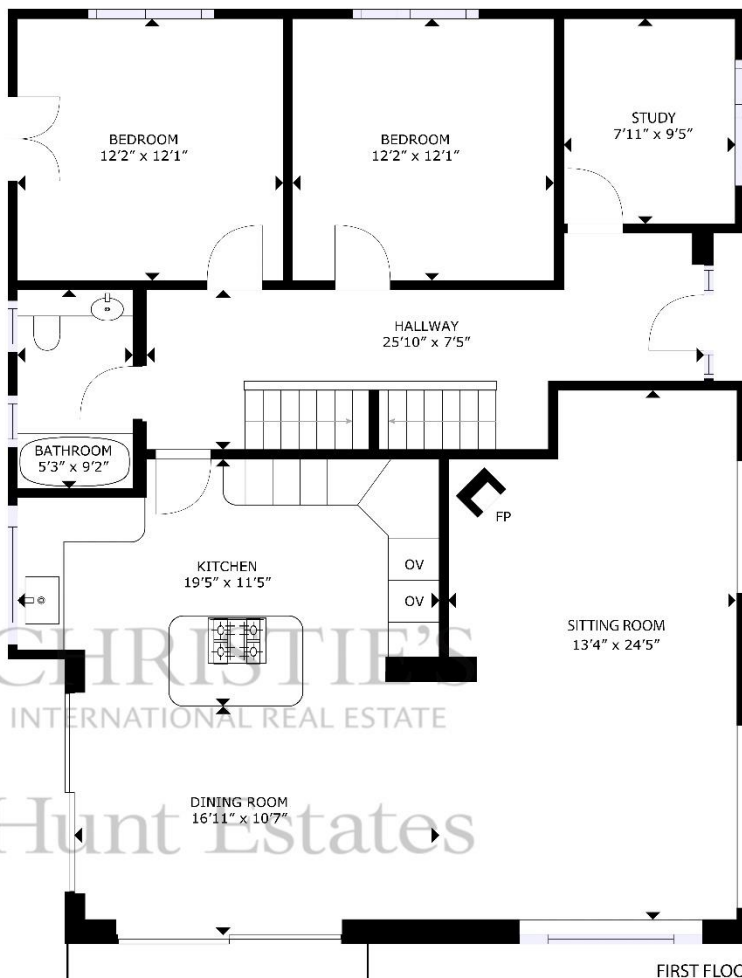 BEDROOM
12'2" x 12'1"
BEDROOM
12'2" x 12'1"
STUDY
7'11" x 9'5"
HALLWAY
25'10" x 7'5"
BATHROOM
5'3" x 9'2"
FP
KITCHEN
19'5" x 11'5"
OV
OV
SITTING ROOM
13'4" x 24'5"
CHRISTIE'S
INTERNATIONAL REAL ESTATE
DINING ROOM
16'11" x 10'7"
Hunt Estates
FIRST FLOO